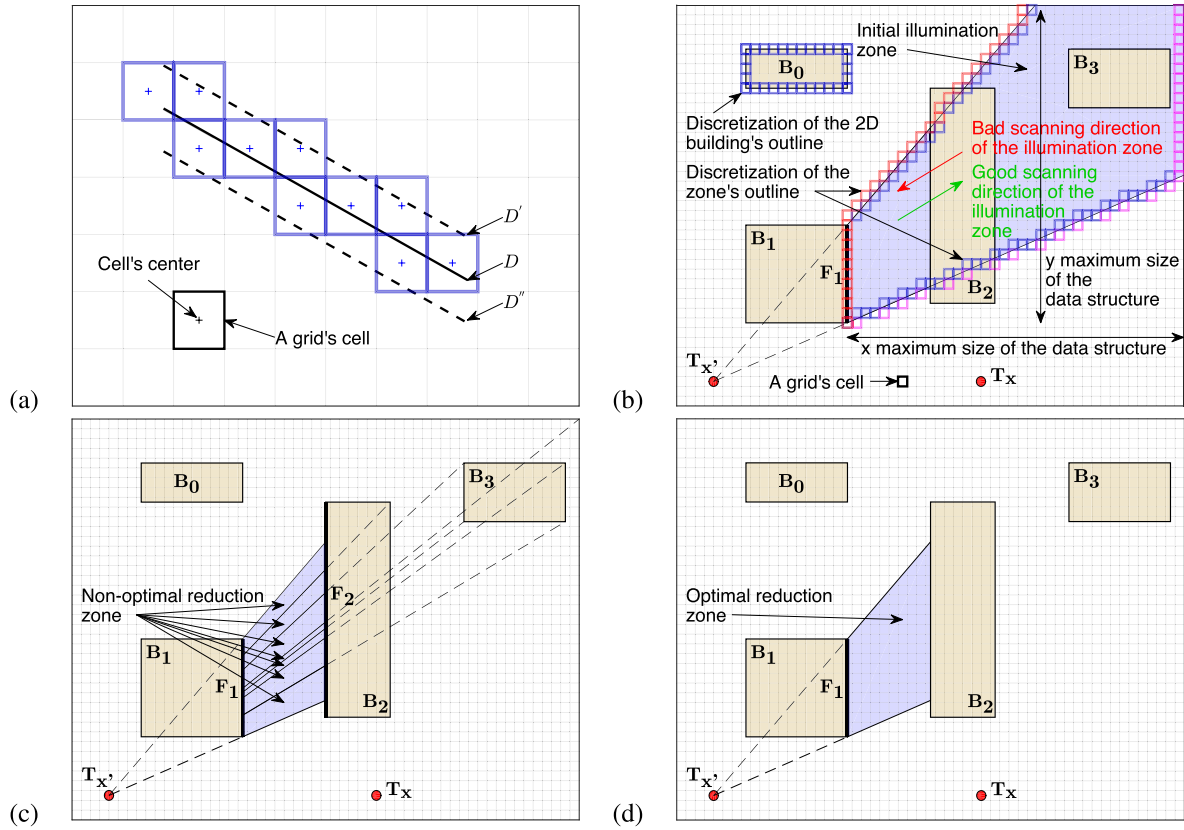 D'
D
D''
Cell's center
A grid's cell
(a)
Initial illumination
zone
B0
B3
Discretization of the 2D
building's outline
Bad scanning direction
of the illumination zone
Discretization of the
zone's outline
Good scanning
direction of the
illumination
zone
B1
F1
B2
y maximum size
of the
data structure
x maximum size of the data structure
Tx'
A grid's cell
Tx
(b)
B0
B3
Non-optimal reduction
zone
F2
B1
F1
B2
Tx'
Tx
(c)
B0
B3
Optimal reduction
zone
B1
F1
B2
Tx'
Tx
(d)